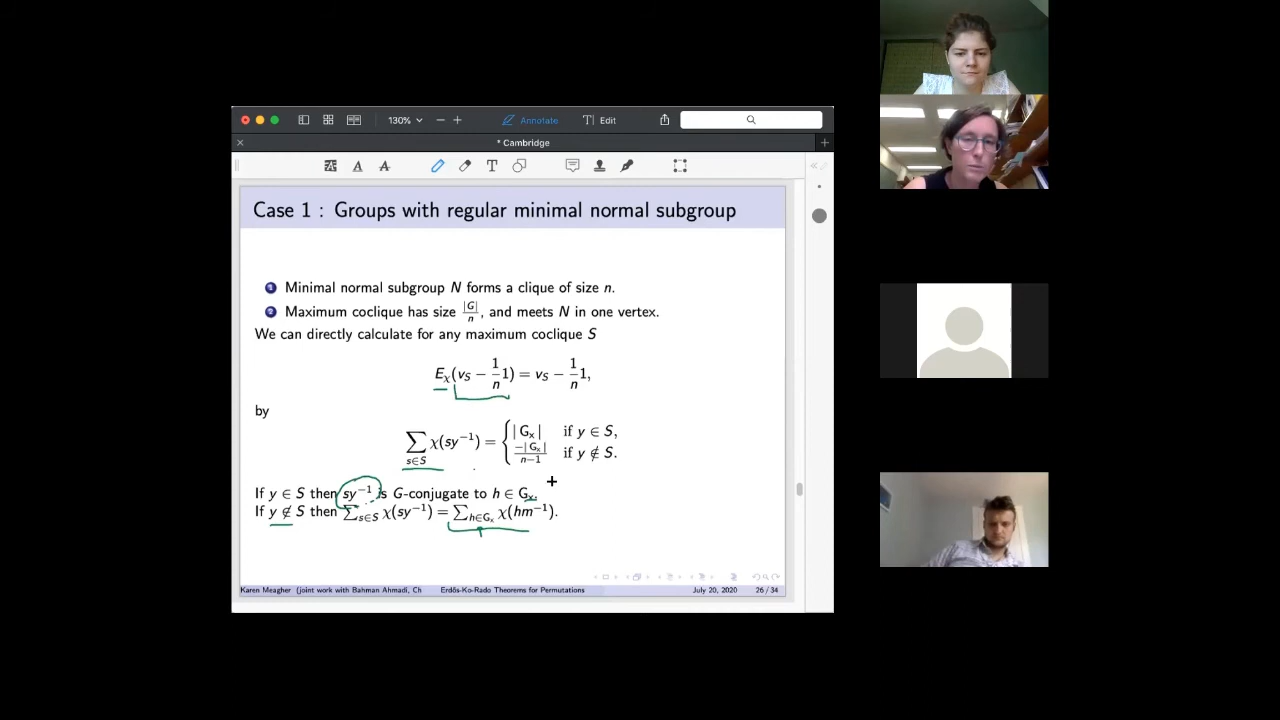 130%
Annotate
Edit
* Cambridge
Case 1 : Groups with regular minimal normal subgroup
1 Minimal normal subgroup N forms a clique of size n.
2 Maximum coclique has size |G|/n, and meets N in one vertex.
We can directly calculate for any maximum coclique S
E_χ(v_S − 1/n 1) = v_S − 1/n 1,
by
∑_{s∈S} χ(sy⁻¹) = { |G_x| if y ∈ S,
−|G_x|/n−1 if y ∉ S.
If y ∈ S then sy⁻¹ is G-conjugate to h ∈ G_x.
If y ∉ S then ∑_{s∈S} χ(sy⁻¹) = ∑_{h∈G_x} χ(hm⁻¹).
Karen Meagher (joint work with Bahman Ahmadi, Ch
Erdős-Ko-Rado Theorems for Permutations
July 20, 2020
26 / 34